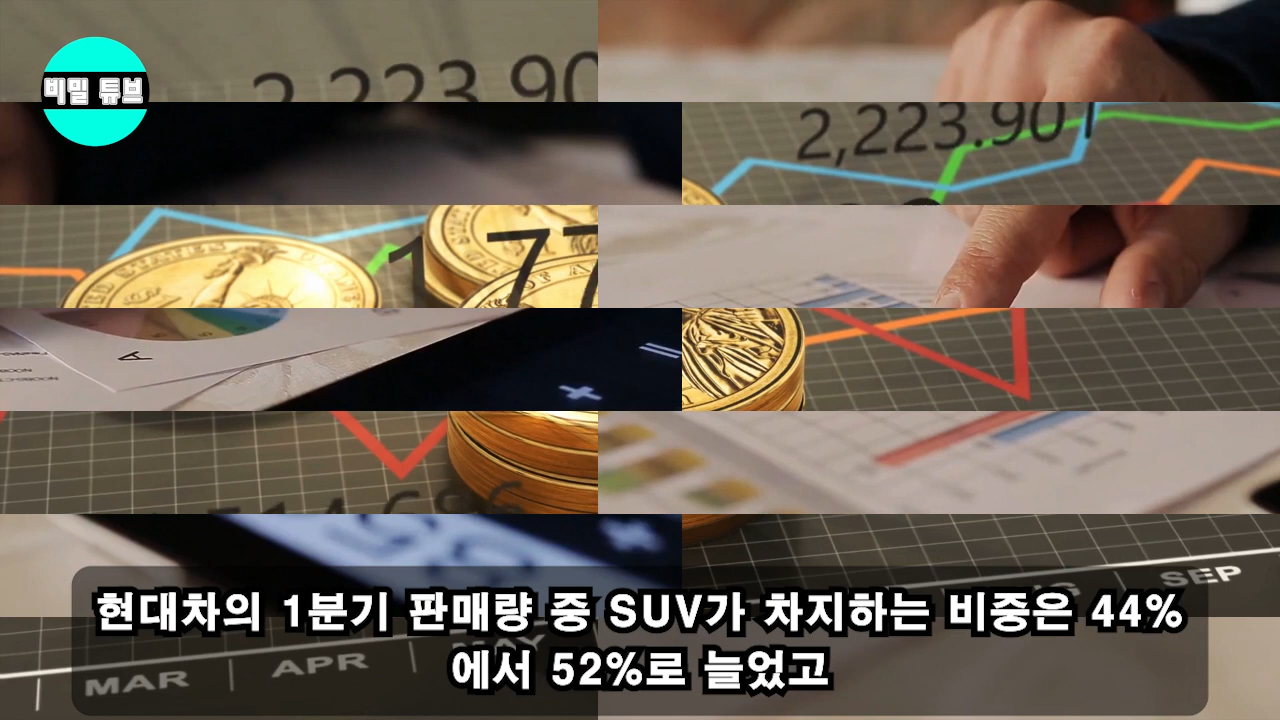 비밀 튜브
2,223.90
2,223.901
177
현대차의 1분기 판매량 중 SUV가 차지하는 비중은 44%
에서 52%로 늘었고
SEP
MAR
APR
MAY